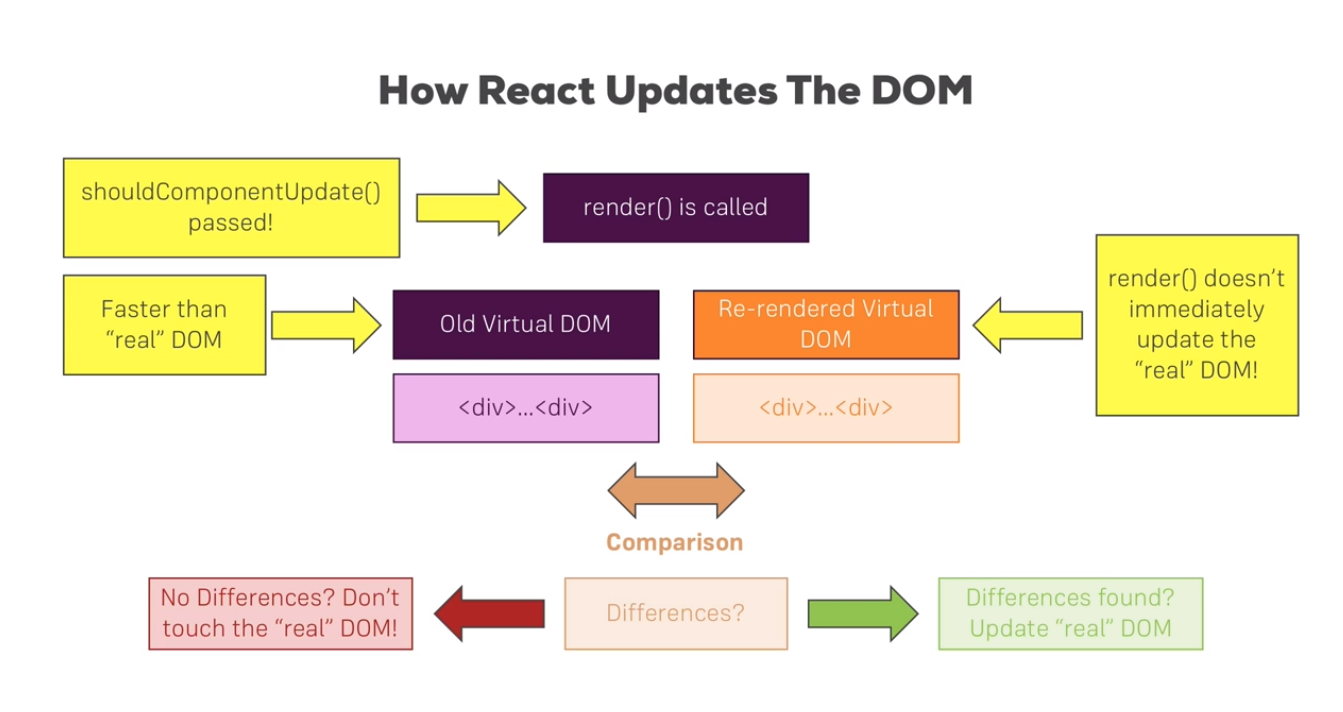 How React Updates The DOM
shouldComponentUpdate()
passed!
render() is called
Faster than
“real” DOM
Old Virtual DOM
Re-rendered Virtual
DOM
render() doesn’t
immediately
update the
“real” DOM!
<div>...<div>
<div>...<div>
Comparison
No Differences? Don’t
touch the “real” DOM!
Differences?
Differences found?
Update “real” DOM